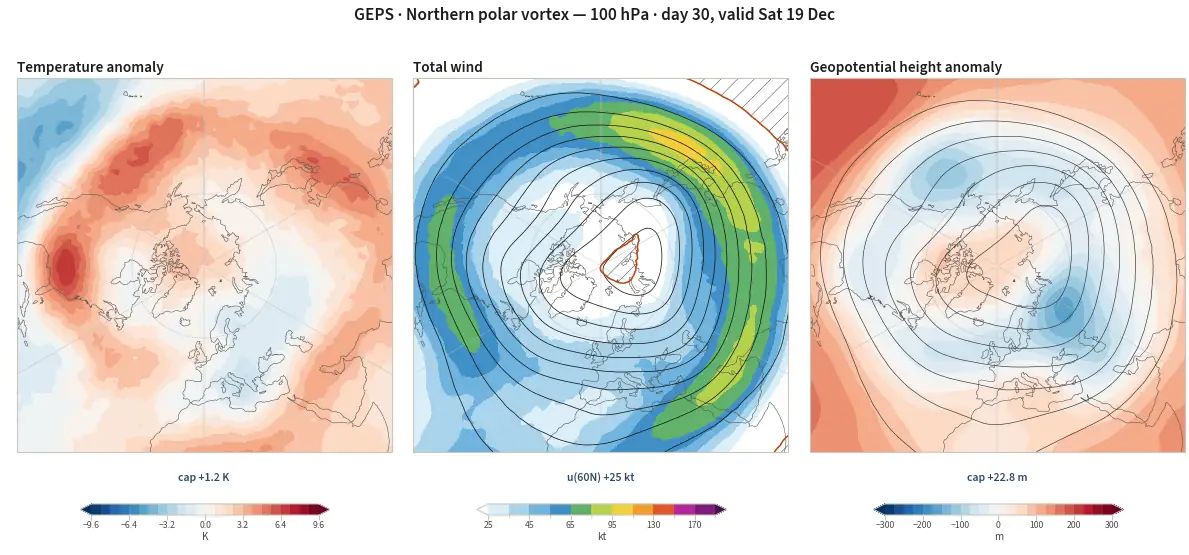 GEPS · Northern polar vortex — 100 hPa · day 30, valid Sat 19 Dec
Temperature anomaly
Total wind
Geopotential height anomaly
cap +1.2 K
u(60N) +25 kt
cap +22.8 m
−9.6 −6.4 −3.2 0.0 3.2 6.4 9.6
K
25 45 65 95 130 170
kt
−300 −200 −100 0 100 200 300
m